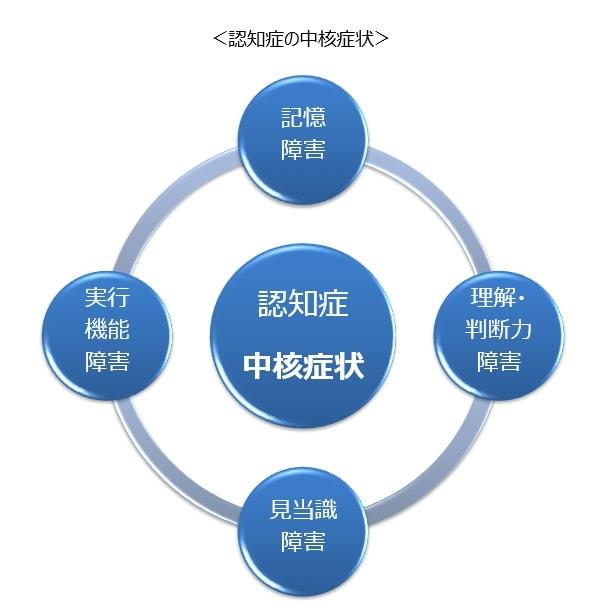 ＜認知症の中核症状＞
記憶
障害
実行
機能
障害
認知症
中核症状
理解・
判断力
障害
見当識
障害